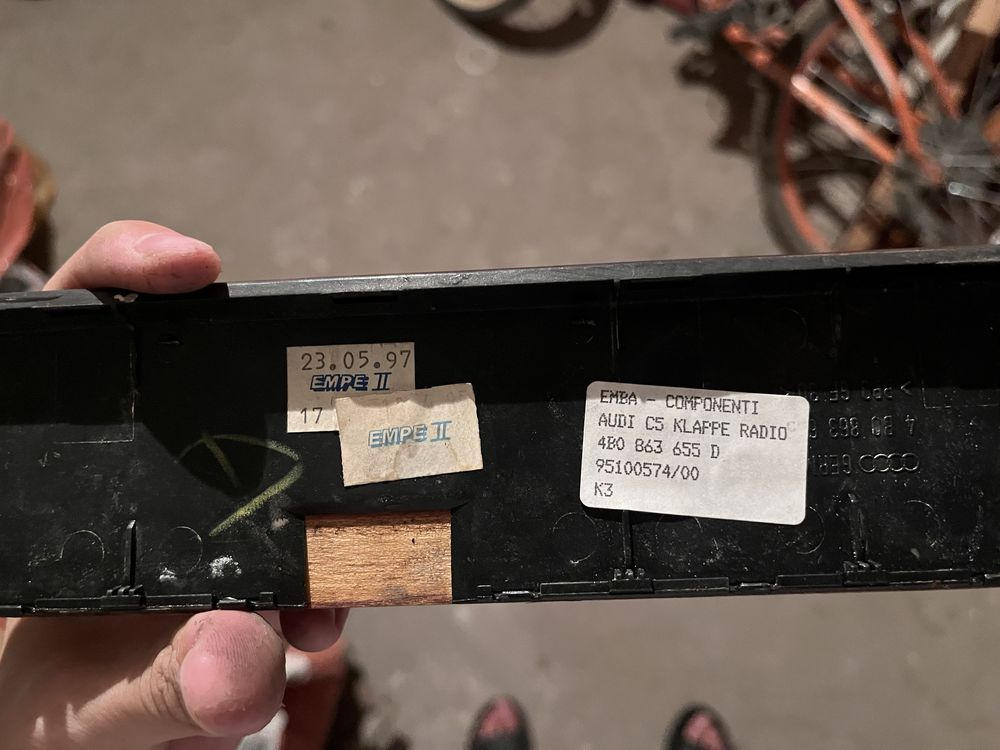 23.05.97
EMPE II
17
EMPE II
EMBA - COMPONENTI
AUDI C5 KLAPPE RADIO
4B0 863 655 D
95100574/00
K3